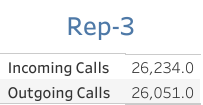 Rep-3
Incoming Calls 26,234.0
Outgoing Calls 26,051.0